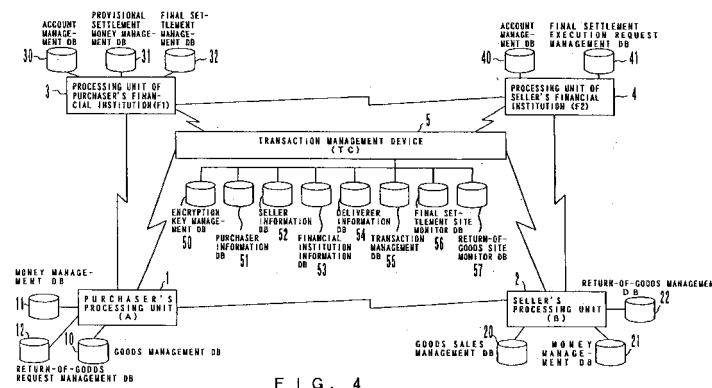 ACCOUNT
MANAGE-
MENT DB
PROVISIONAL
SETTLEMENT
MONEY MANAGE-
MENT DB
FINAL SET-
TLEMENT
MANAGE-
MENT DB
30
31
32
ACCOUNT
MANAGE-
MENT DB
FINAL SETTLEMENT
EXECUTION REQUEST
MANAGEMENT DB
40
41
3
PROCESSING UNIT OF
PURCHASER'S FINAN-
CIAL INSTITUTION(F1)
PROCESSING UNIT OF
SELLER'S FINANCIAL
INSTITUTION (F2)
4
5
TRANSACTION MANAGEMENT DEVICE
(TC)
ENCRYPTION
KEY MANAGE-
MENT DB
50
PURCHASER
INFORMATION DB
51
SELLER
INFORMATION DB
52
FINANCIAL
INSTITUTION
INFORMATION DB
53
DELIVERER
INFORMATION DB
54
TRANSACTION
MANAGEMENT
DB
55
FINAL SET-
TLEMENT SITE
MONITOR DB
56
RETURN-OF-
GOODS SITE
MONITOR DB
57
MONEY MANAGE-
MENT DB
11
1
PURCHASER'S
PROCESSING UNIT
(A)
12
10
GOODS MANAGEMENT DB
RETURN-OF-GOODS
REQUEST MANAGEMENT DB
2
SELLER'S
PROCESSING UNIT
(B)
RETURN-OF-GOODS MANAGEMENT
DB
22
20
GOODS SALES
MANAGEMENT DB
MONEY
MANAGE-
MENT DB
21
FIG. 4